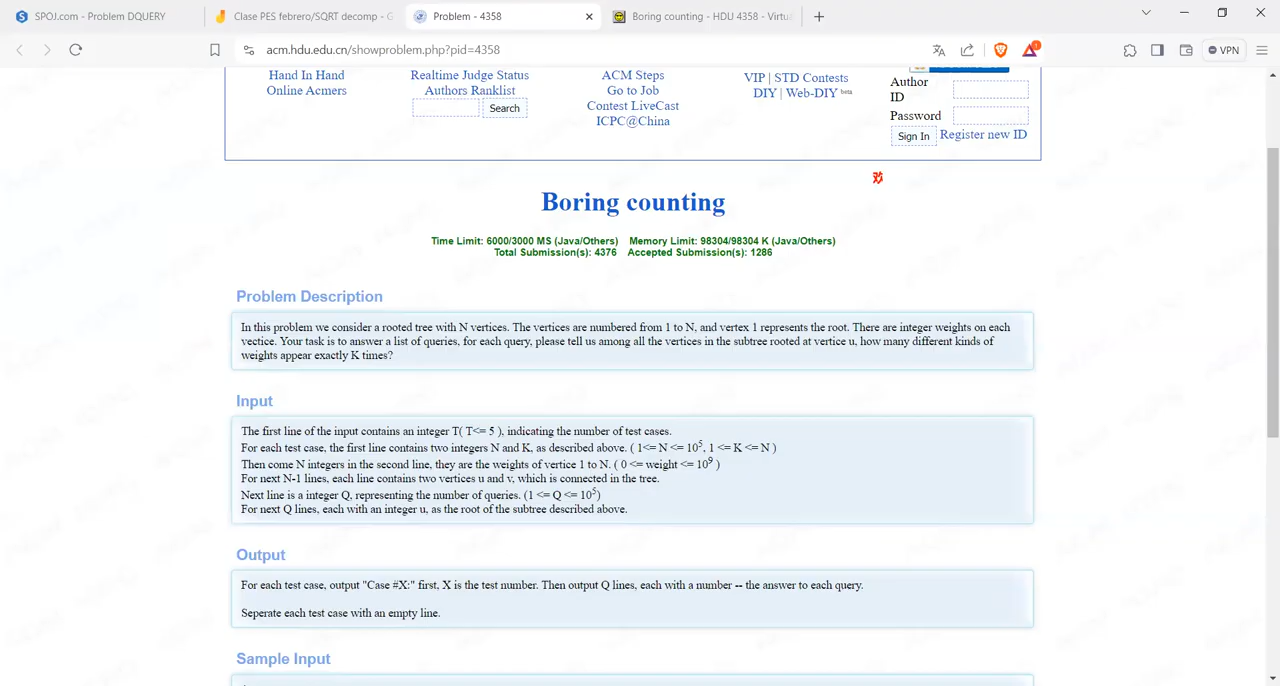 SPOJ.com - Problem DQUERY
Clase PES febrero/SQRT decomp - G
Problem - 4358
Boring counting - HDU 4358 - Virtu
acm.hdu.edu.cn/showproblem.php?pid=4358
1
VPN
Hand In Hand
Online Acmers
Realtime Judge Status
Authors Ranklist
Search
ACM Steps
Go to Job
Contest LiveCast
ICPC@China
VIP | STD Contests
DIY | Web-DIY beta
Author ID
Password
Sign In Register new ID
Boring counting
Time Limit: 6000/3000 MS (Java/Others) Memory Limit: 98304/98304 K (Java/Others)
Total Submission(s): 4376 Accepted Submission(s): 1286
Problem Description
In this problem we consider a rooted tree with N vertices. The vertices are numbered from 1 to N, and vertex 1 represents the root. There are integer weights on each
vectice. Your task is to answer a list of queries, for each query, please tell us among all the vertices in the subtree rooted at vertice u, how many different kinds of
weights appear exactly K times?
Input
The first line of the input contains an integer T( T<= 5 ), indicating the number of test cases.
For each test case, the first line contains two integers N and K, as described above. ( 1<= N <= 10^5, 1 <= K <= N )
Then come N integers in the second line, they are the weights of vertice 1 to N. ( 0 <= weight <= 10^9 )
For next N-1 lines, each line contains two vertices u and v, which is connected in the tree.
Next line is a integer Q, representing the number of queries. (1 <= Q <= 10^5)
For next Q lines, each with an integer u, as the root of the subtree described above.
Output
For each test case, output "Case #X:" first, X is the test number. Then output Q lines, each with a number -- the answer to each query.
Seperate each test case with an empty line.
Sample Input